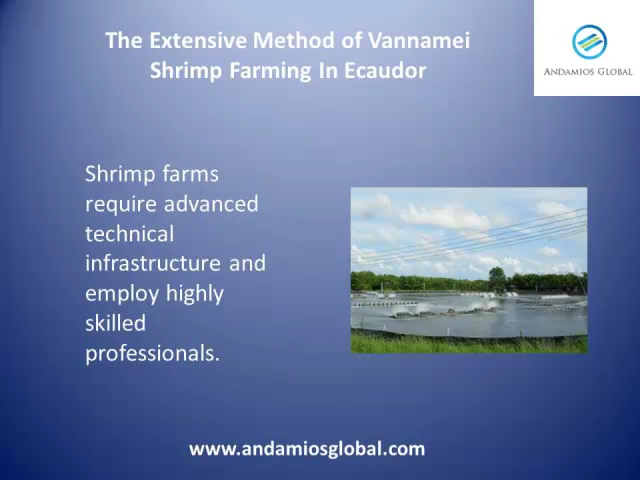 The Extensive Method of Vannamei
Shrimp Farming In Ecaudor
ANDAMIOS GLOBAL
Shrimp farms
require advanced
technical
infrastructure and
employ highly
skilled
professionals.
www.andamiosglobal.com